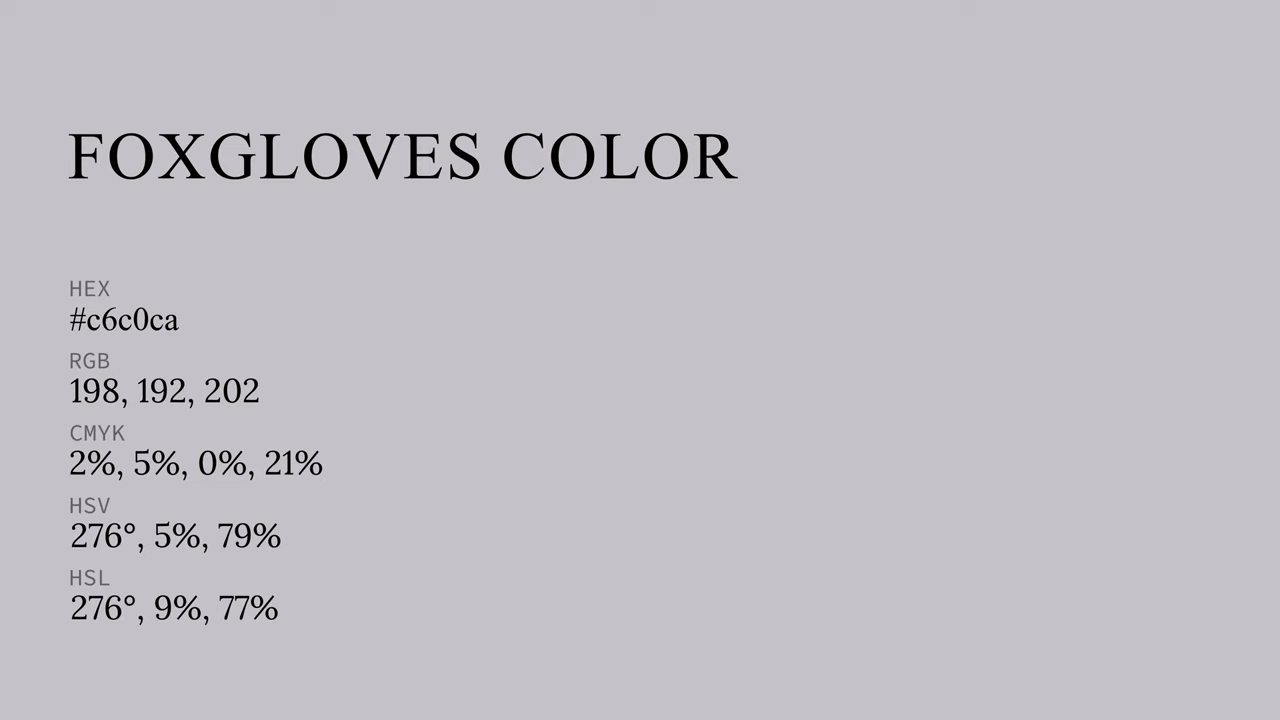 FOXGLOVES COLOR
HEX
#c6c0ca
RGB
198, 192, 202
CMYK
2%, 5%, 0%, 21%
HSV
276°, 5%, 79%
HSL
276°, 9%, 77%